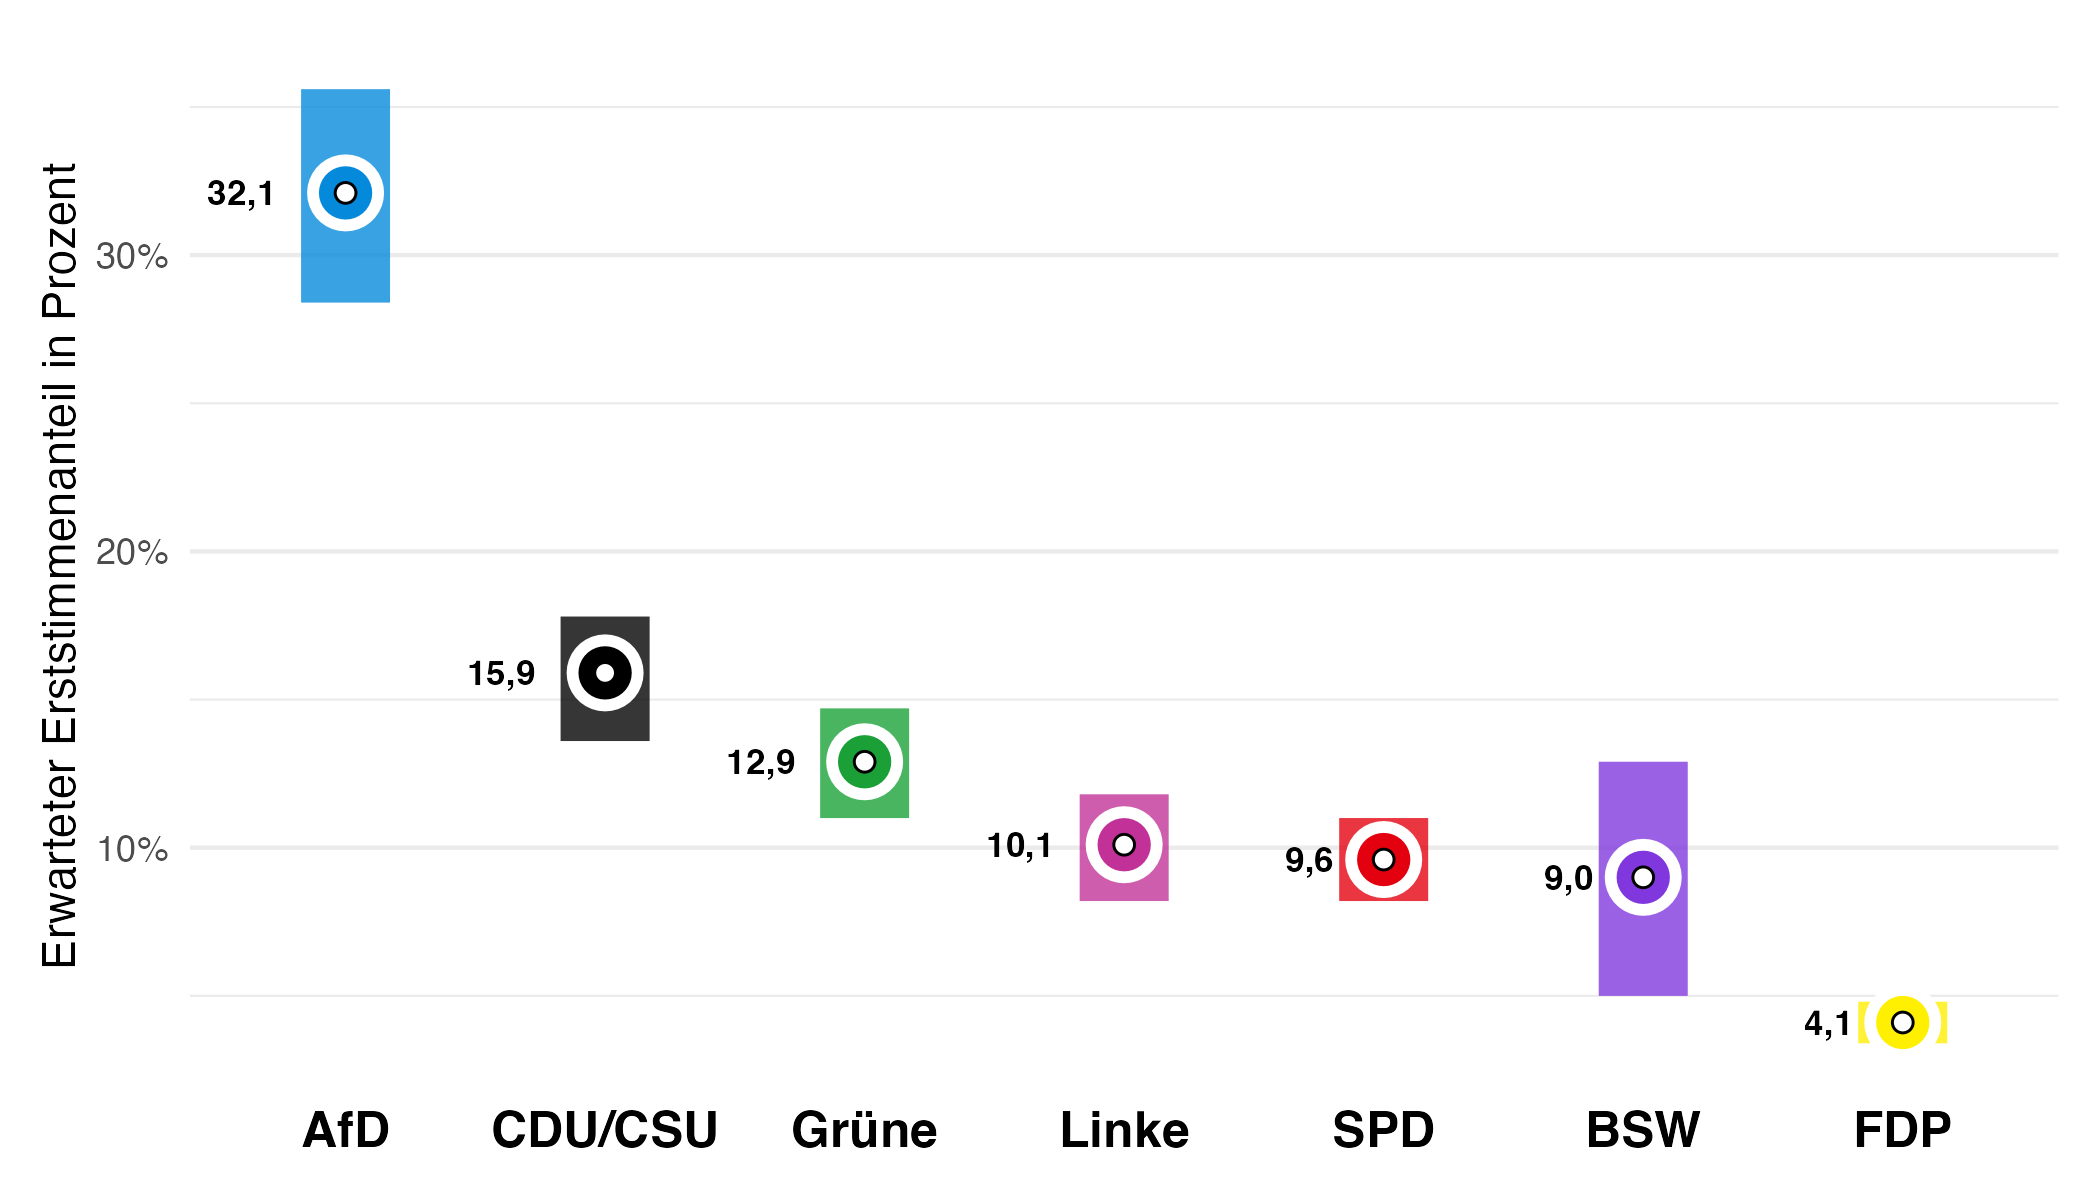 Erwarteter Erststimmenanteil in Prozent
30%
20%
10%
32,1
15,9
12,9
10,1
9,6
9,0
4,1
AfD
CDU/CSU
Grüne
Linke
SPD
BSW
FDP